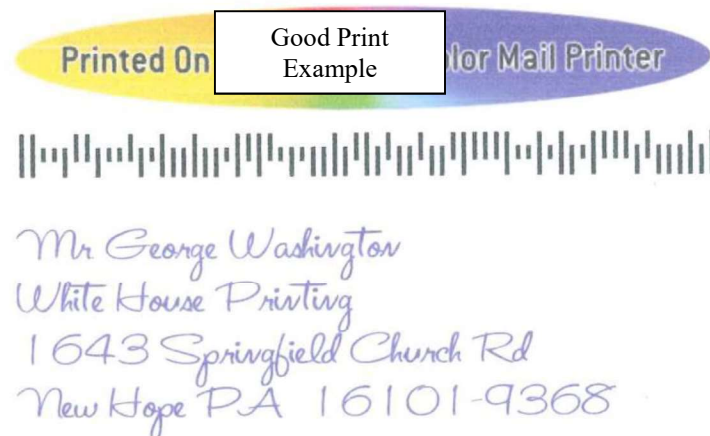 Printed On
Good Print
Example
lor Mail Printer
Mr George Washington
White House Printing
1643 Springfield Church Rd
New Hope PA 16101-9368